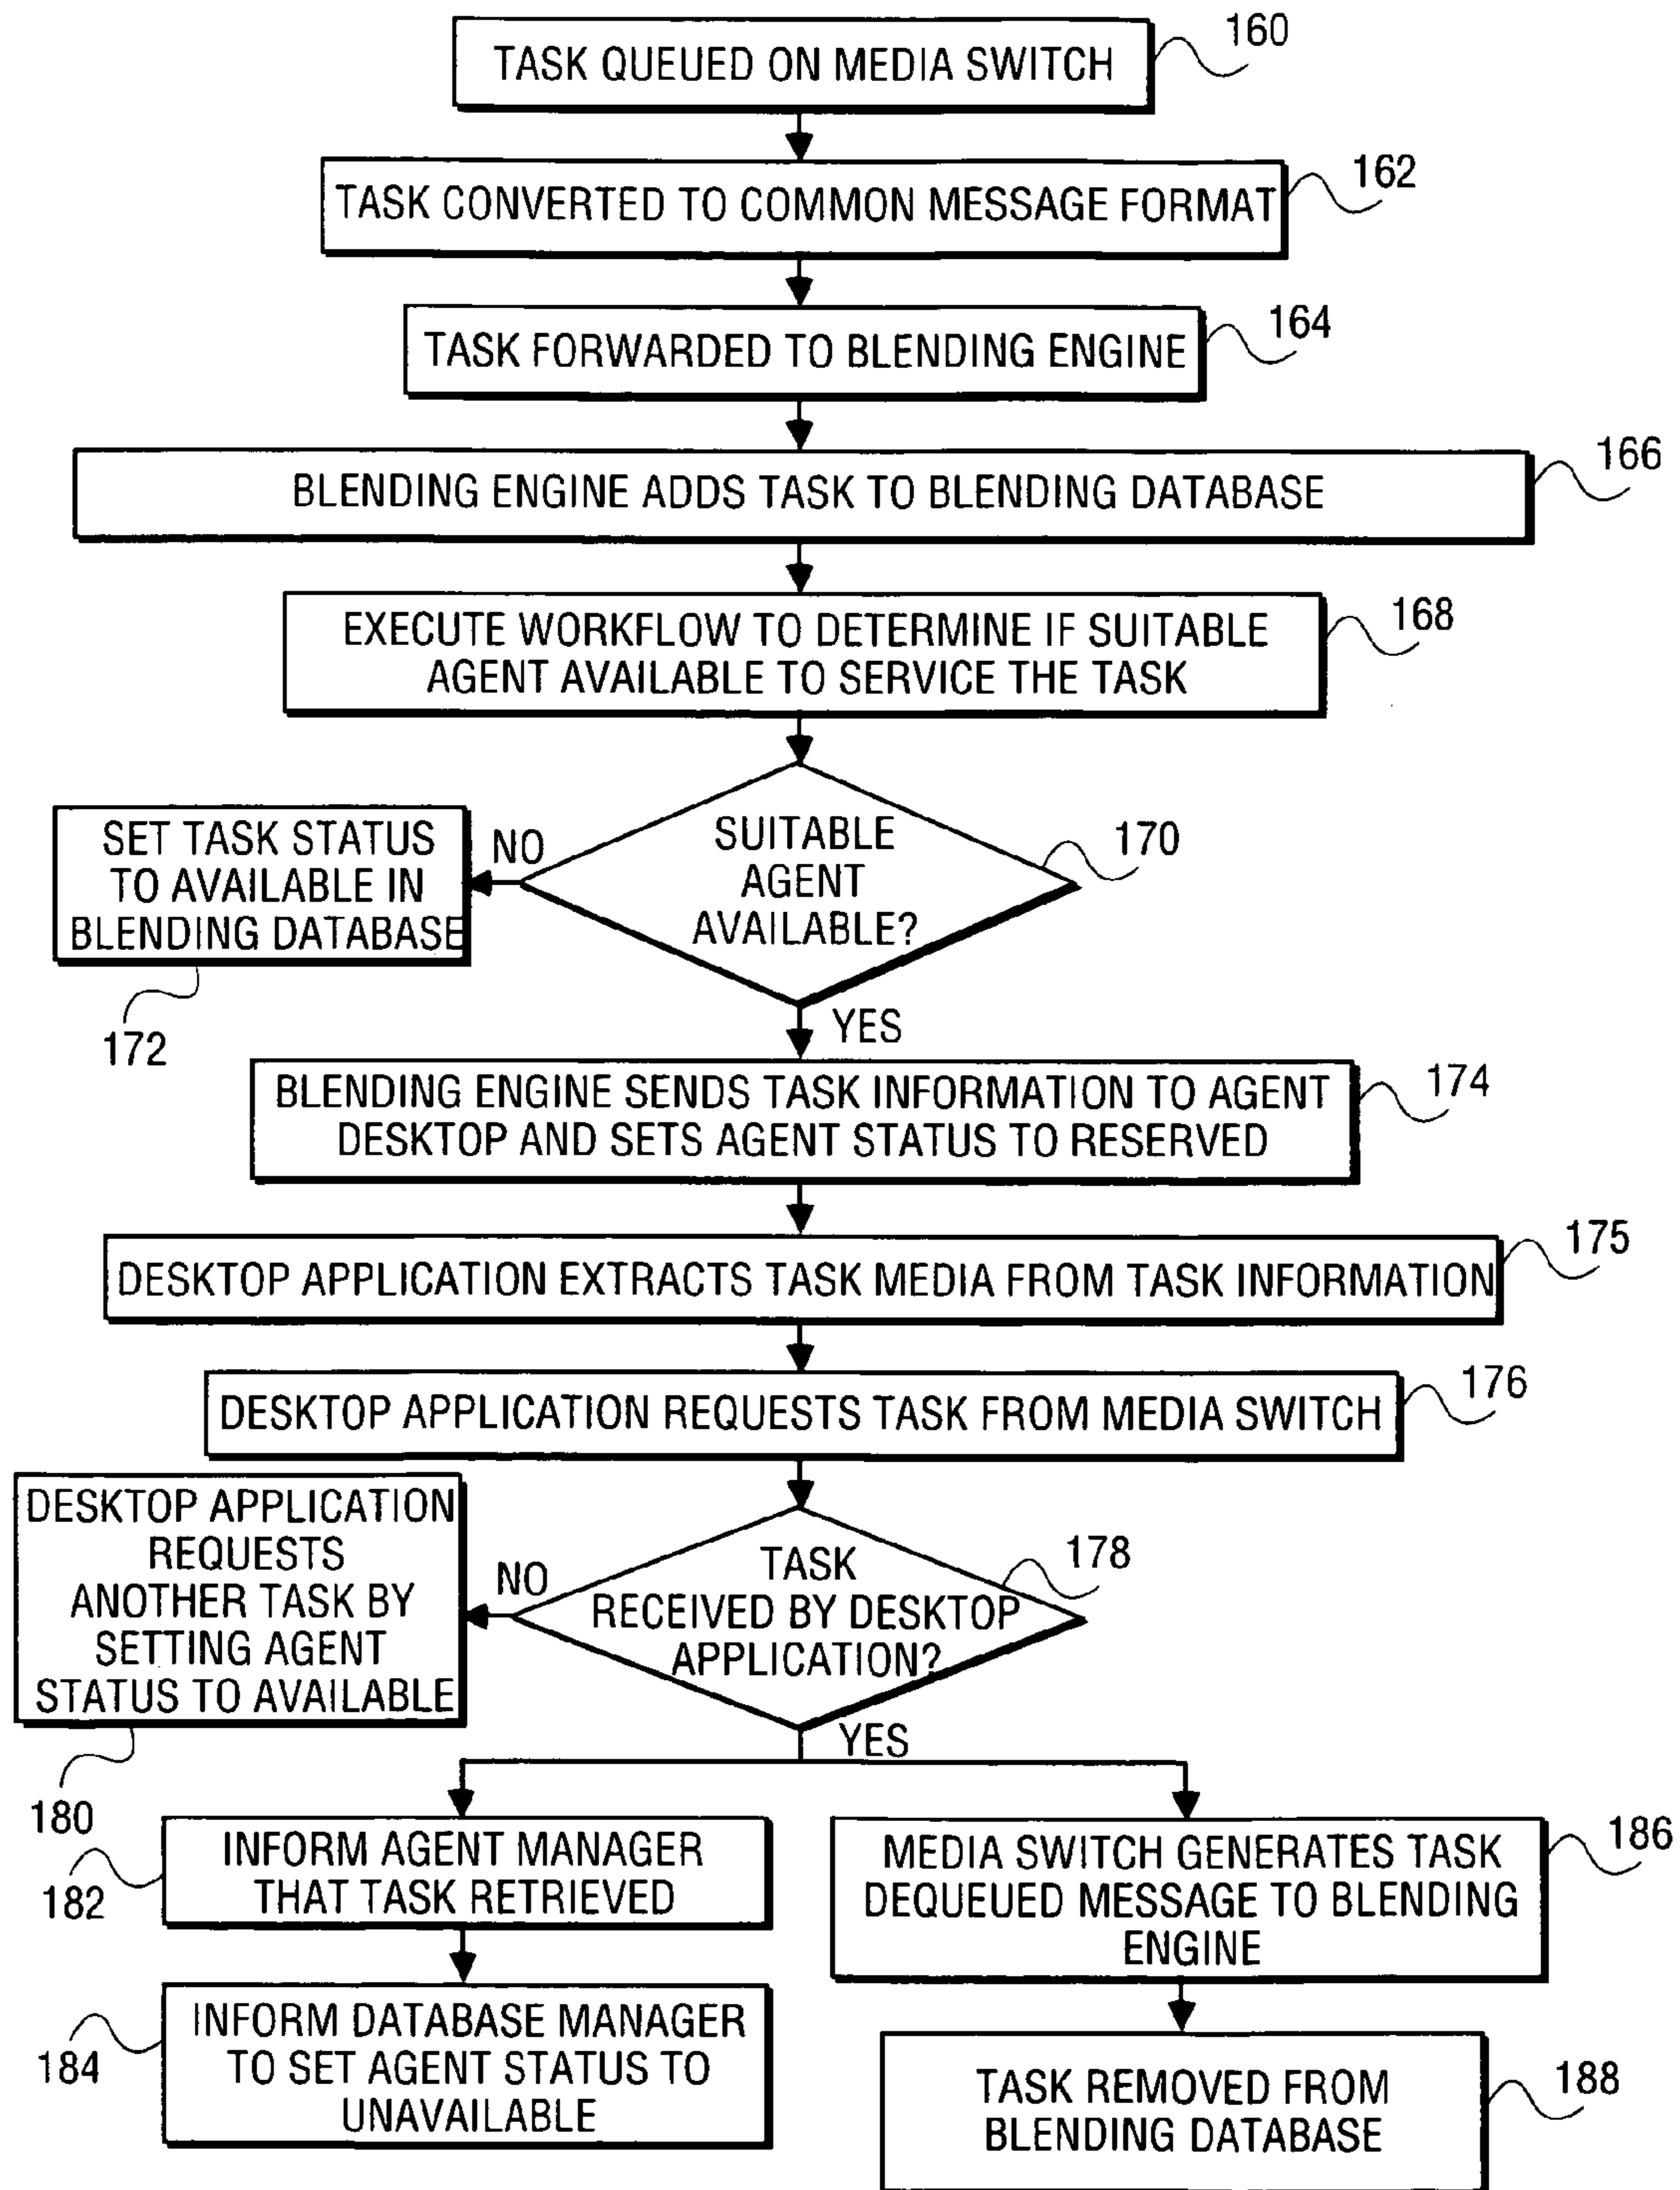 160
TASK QUEUED ON MEDIA SWITCH
162
TASK CONVERTED TO COMMON MESSAGE FORMAT
164
TASK FORWARDED TO BLENDING ENGINE
166
BLENDING ENGINE ADDS TASK TO BLENDING DATABASE
168
EXECUTE WORKFLOW TO DETERMINE IF SUITABLE
AGENT AVAILABLE TO SERVICE THE TASK
170
SUITABLE
AGENT
AVAILABLE?
NO
SET TASK STATUS
TO AVAILABLE IN
BLENDING DATABASE
172
YES
174
BLENDING ENGINE SENDS TASK INFORMATION TO AGENT
DESKTOP AND SETS AGENT STATUS TO RESERVED
175
DESKTOP APPLICATION EXTRACTS TASK MEDIA FROM TASK INFORMATION
176
DESKTOP APPLICATION REQUESTS TASK FROM MEDIA SWITCH
178
TASK
RECEIVED BY DESKTOP
APPLICATION?
NO
DESKTOP APPLICATION
REQUESTS
ANOTHER TASK BY
SETTING AGENT
STATUS TO AVAILABLE
180
YES
182
INFORM AGENT MANAGER
THAT TASK RETRIEVED
184
INFORM DATABASE MANAGER
TO SET AGENT STATUS TO
UNAVAILABLE
186
MEDIA SWITCH GENERATES TASK
DEQUEUED MESSAGE TO BLENDING
ENGINE
188
TASK REMOVED FROM
BLENDING DATABASE